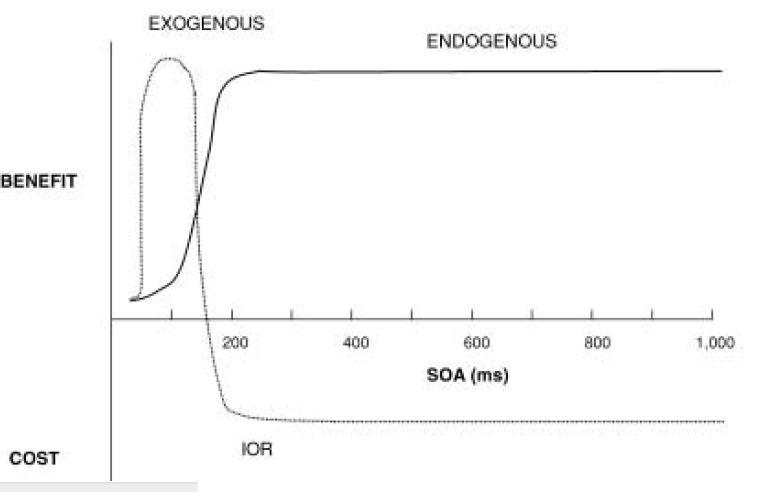 EXOGENOUS
ENDOGENOUS
BENEFIT
200 400 600 800 1,000
SOA (ms)
IOR
COST